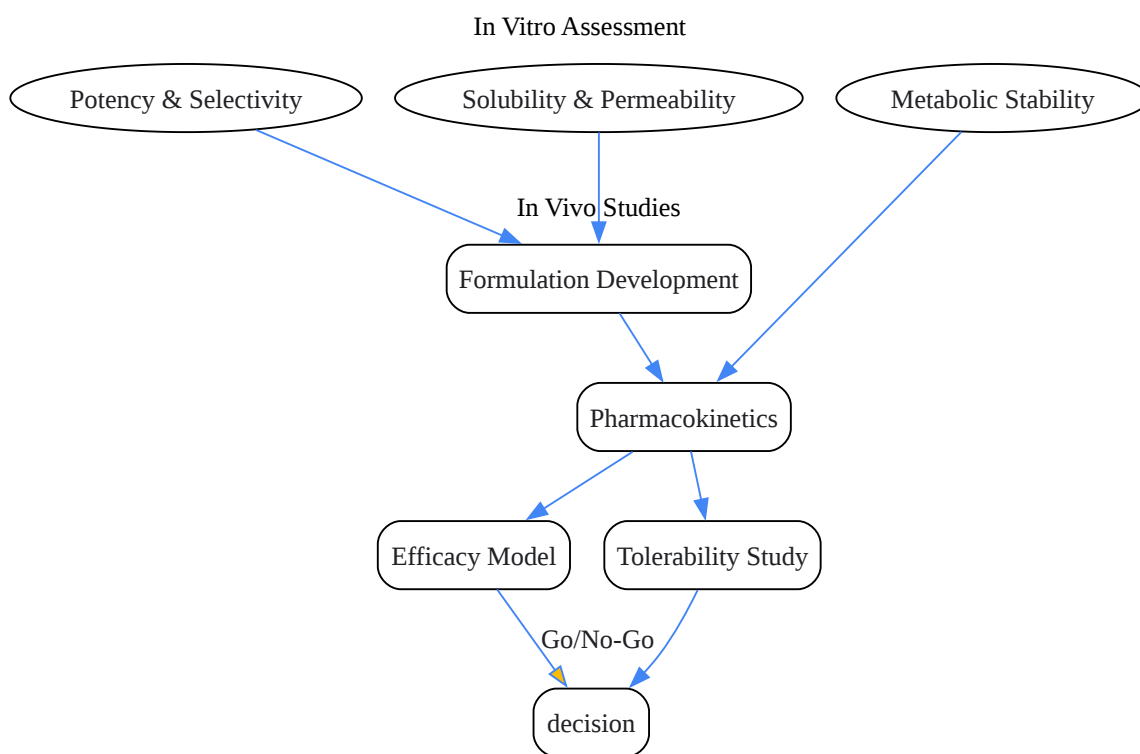 In Vitro Assessment
Potency & Selectivity
Solubility & Permeability
Metabolic Stability
In Vivo Studies
Formulation Development
Pharmacokinetics
Efficacy Model
Tolerability Study
Go/No-Go
decision